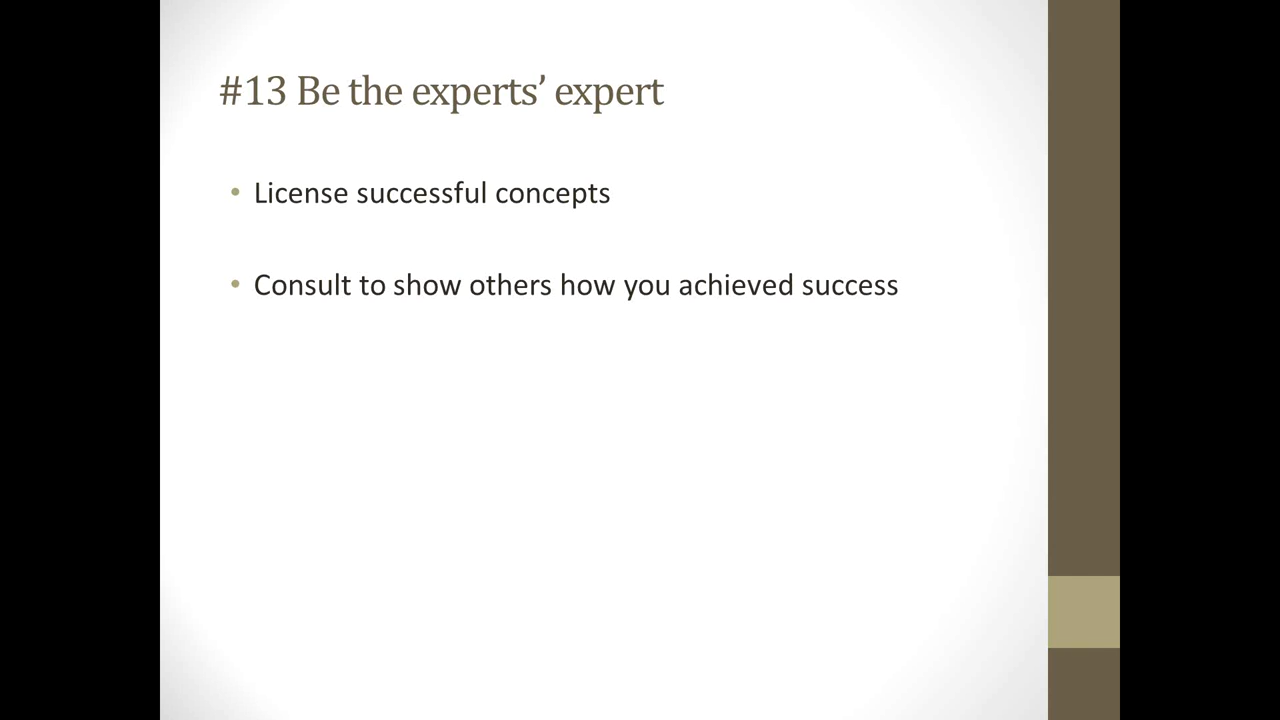 #13 Be the experts’ expert
• License successful concepts
• Consult to show others how you achieved success